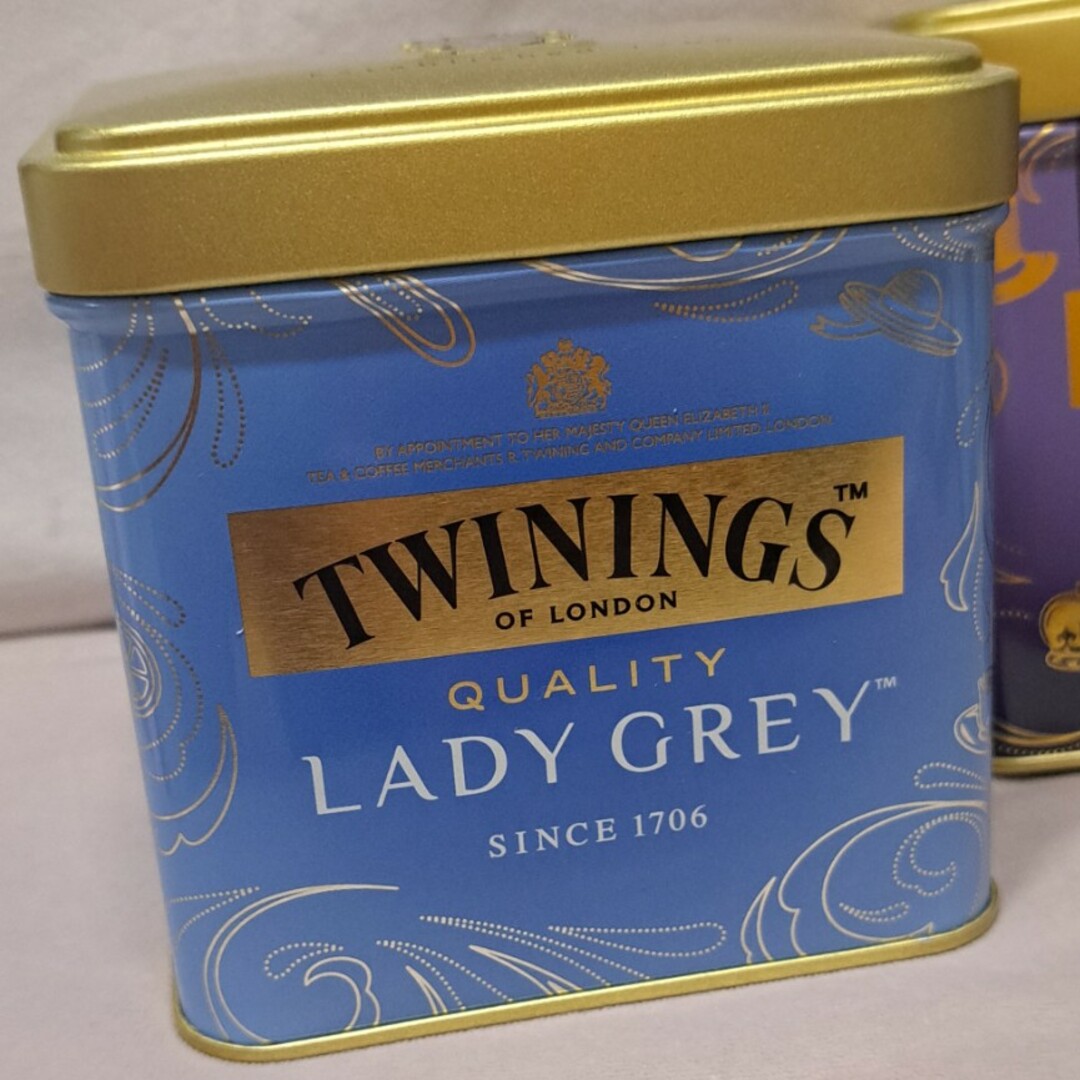 BY APPOINTMENT TO HER MAJESTY QUEEN ELIZABETH II
TEA & COFFEE MERCHANTS R. TWINING AND COMPANY LIMITED, LONDON
TWININGS™
OF LONDON
QUALITY
LADY GREY™
SINCE 1706